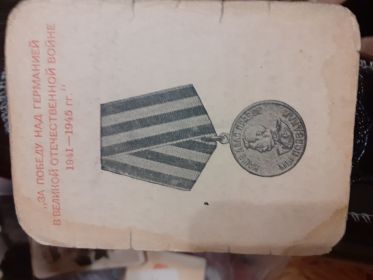 "ЗА ПОБЕДУ НАД ГЕРМАНИЕЙ
В ВЕЛИКОЙ ОТЕЧЕСТВЕННОЙ ВОЙНЕ
1941—1945 гг."